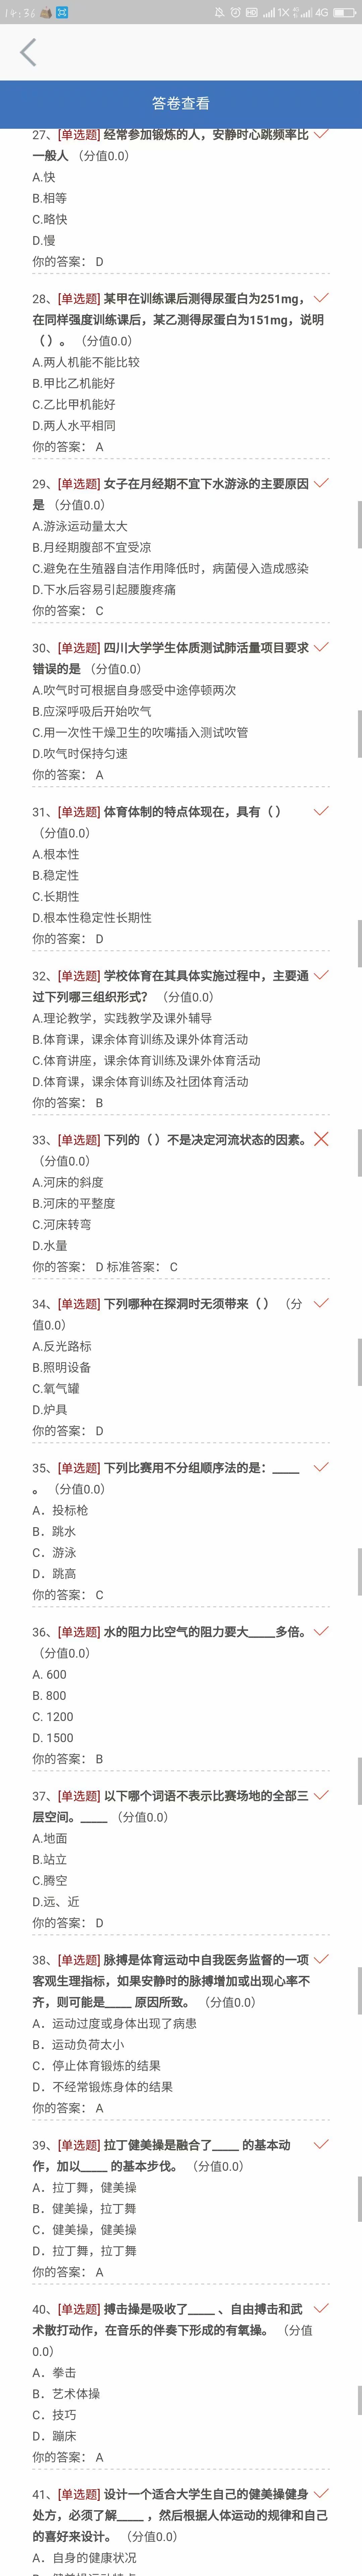 14:36 HD 1X 4G
答卷查看
27、[单选题] 经常参加锻炼的人，安静时心跳频率比
一般人 （分值0.0）
A.快
B.相等
C.略快
D.慢
你的答案： D
28、[单选题] 某甲在训练课后测得尿蛋白为251mg，
在同样强度训练课后，某乙测得尿蛋白为151mg，说明
（ ）。 （分值0.0）
A.两人机能不能比较
B.甲比乙机能好
C.乙比甲机能好
D.两人水平相同
你的答案： A
29、[单选题] 女子在月经期不宜下水游泳的主要原因
是 （分值0.0）
A.游泳运动量太大
B.月经期腹部不宜受凉
C.避免在生殖器自洁作用降低时，病菌侵入造成感染
D.下水后容易引起腰腹疼痛
你的答案： C
30、[单选题] 四川大学学生体质测试肺活量项目要求
错误的是 （分值0.0）
A.吹气时可根据自身感受中途停顿两次
B.应深呼吸后开始吹气
C.用一次性干燥卫生的吹嘴插入测试吹管
D.吹气时保持匀速
你的答案： A
31、[单选题] 体育体制的特点体现在，具有（ ）
（分值0.0）
A.根本性
B.稳定性
C.长期性
D.根本性稳定性长期性
你的答案： D
32、[单选题] 学校体育在其具体实施过程中，主要通
过下列哪三组织形式？ （分值0.0）
A.理论教学，实践教学及课外辅导
B.体育课，课余体育训练及课外体育活动
C.体育讲座，课余体育训练及课外体育活动
D.体育课，课余体育训练及社团体育活动
你的答案： B
33、[单选题] 下列的（ ）不是决定河流状态的因素。
（分值0.0）
A.河床的斜度
B.河床的平整度
C.河床转弯
D.水量
你的答案： D 标准答案： C
34、[单选题] 下列哪种在探洞时无须带来（ ） （分
值0.0）
A.反光路标
B.照明设备
C.氧气罐
D.炉具
你的答案： D
35、[单选题] 下列比赛用不分组顺序法的是：____
。 （分值0.0）
A．投标枪
B．跳水
C．游泳
D．跳高
你的答案： C
36、[单选题] 水的阻力比空气的阻力要大____多倍。
（分值0.0）
A. 600
B. 800
C. 1200
D. 1500
你的答案： B
37、[单选题] 以下哪个词语不表示比赛场地的全部三
层空间。____ （分值0.0）
A.地面
B.站立
C.腾空
D.远、近
你的答案： D
38、[单选题] 脉搏是体育运动中自我医务监督的一项
客观生理指标，如果安静时的脉搏增加或出现心率不
齐，则可能是____ 原因所致。 （分值0.0）
A．运动过度或身体出现了病患
B．运动负荷太小
C．停止体育锻炼的结果
D．不经常锻炼身体的结果
你的答案： A
39、[单选题] 拉丁健美操是融合了____ 的基本动
作，加以____ 的基本步伐。 （分值0.0）
A．拉丁舞，健美操
B．健美操，拉丁舞
C．健美操，健美操
D．拉丁舞，拉丁舞
你的答案： A
40、[单选题] 搏击操是吸收了____ 、自由搏击和武
术散打动作，在音乐的伴奏下形成的有氧操。 （分值
0.0）
A．拳击
B．艺术体操
C．技巧
D．蹦床
你的答案： A
41、[单选题] 设计一个适合大学生自己的健美操健身
处方，必须了解____ ，然后根据人体运动的规律和自己
的喜好来设计。 （分值0.0）
A．自身的健康状况